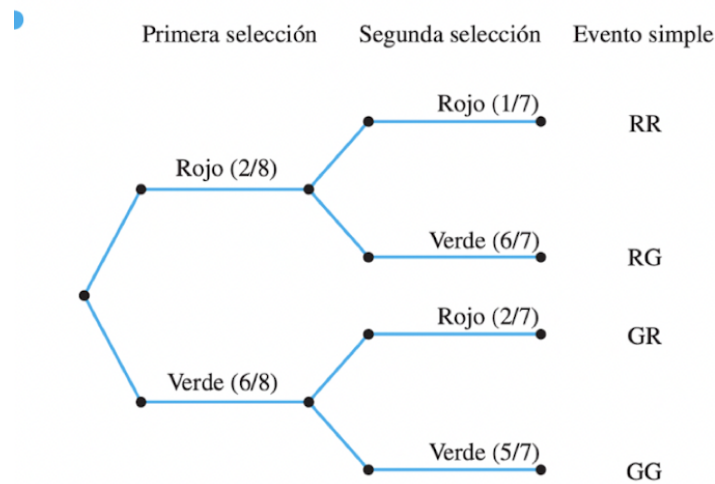 Primera selección Segunda selección Evento simple
Rojo (1/7)
RR
Rojo (2/8)
Verde (6/7)
RG
Rojo (2/7)
GR
Verde (6/8)
Verde (5/7)
GG